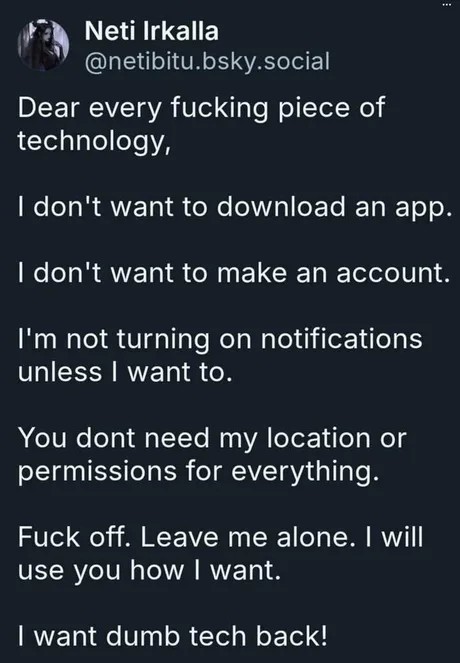 Neti Irkalla
@netibitu.bsky.social
Dear every fucking piece of
technology,
I don't want to download an app.
I don't want to make an account.
I'm not turning on notifications
unless I want to.
You dont need my location or
permissions for everything.
Fuck off. Leave me alone. I will
use you how I want.
I want dumb tech back!